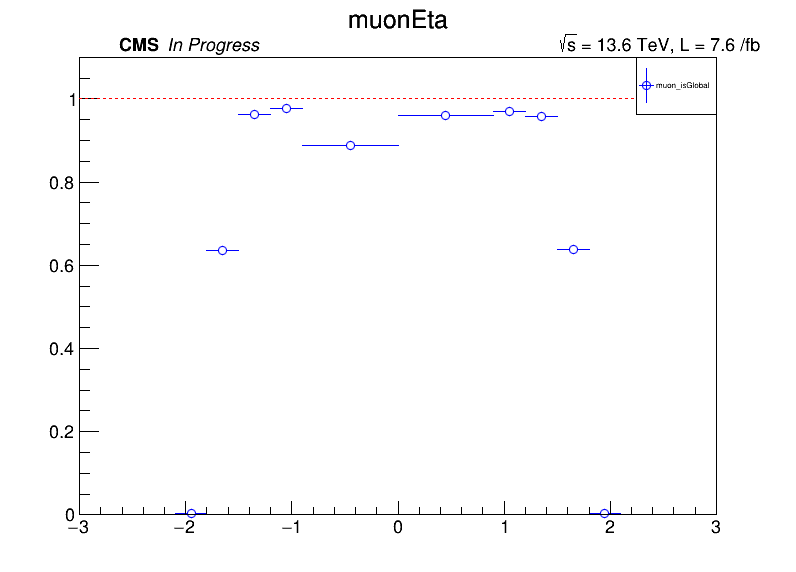 muonEta
CMS In Progress
√s = 13.6 TeV, L = 7.6 /fb
muon_isGlobal
1
0.8
0.6
0.4
0.2
0
−3 −2 −1 0 1 2 3